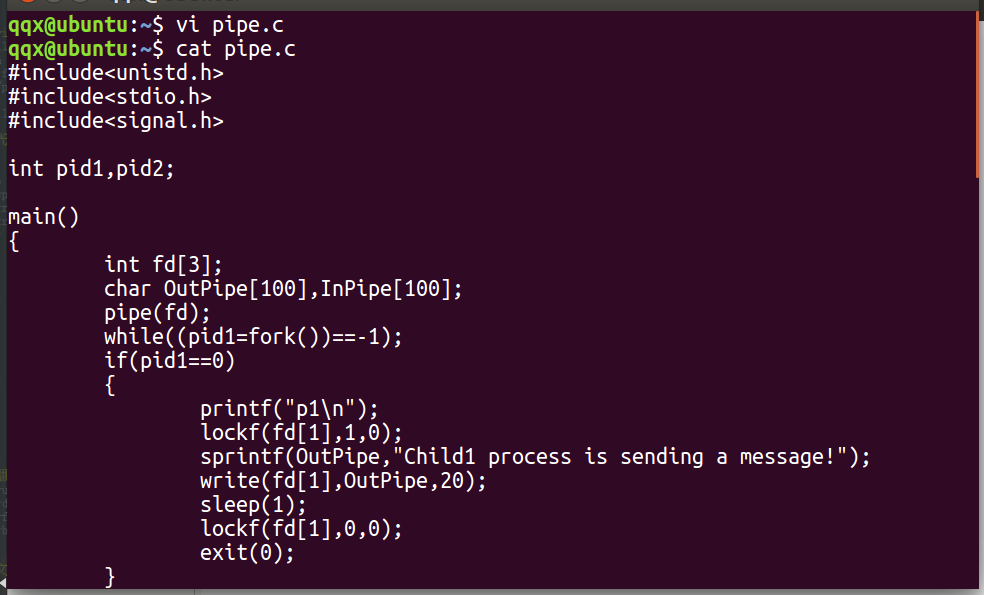 qqx@ubuntu:~$ vi pipe.c
qqx@ubuntu:~$ cat pipe.c
#include<unistd.h>
#include<stdio.h>
#include<signal.h>
int pid1,pid2;
main()
{
int fd[3];
char OutPipe[100],InPipe[100];
pipe(fd);
while((pid1=fork())==-1);
if(pid1==0)
{
printf("p1\n");
lockf(fd[1],1,0);
sprintf(OutPipe,"Child1 process is sending a message!");
write(fd[1],OutPipe,20);
sleep(1);
lockf(fd[1],0,0);
exit(0);
}